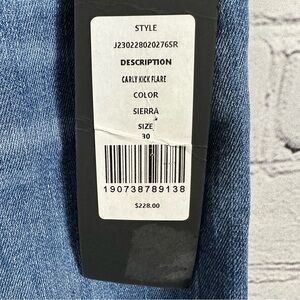 STYLE
J230228020276SR
DESCRIPTION
CARLY KICK FLARE
COLOR
SIERRA
SIZE
30
190738789138
$228.00